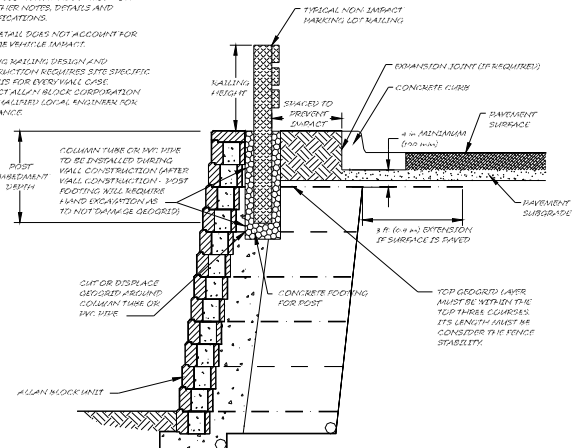 THER NOTES, DETAILS AND
ETAIL DOES NOT ACCOUNT FOR
VEHICLE IMPACT.
RAILING DESIGN AND
REQUIRES SITE SPECIFIC
IS FOR EVERY WALL CASE.
ALLAN BLOCK CORPORATION
LOCAL ENGINEER FOR
TYPICAL NON-IMPACT
PARKING LOT RAILING
RAILING
HEIGHT
SPACED TO
PREVENT
IMPACT
EXPANSION JOINT (IF REQUIRED)
CONCRETE CURB
4 in MINIMUM
(100 mm)
PAVEMENT
SURFACE
POST
DEPTH
COLUMN TUBE OR PVC PIPE
TO BE INSTALLED DURING
WALL CONSTRUCTION (AFTER
WALL CONSTRUCTION - POST
FOOTING WILL REQUIRE
HAND EXCAVATION AS
TO NOT DAMAGE GEOGRID)
PAVEMENT
SUBGRADE
3 ft (0.9 m) EXTENSION
IF SURFACE IS PAVED
CUT OR DISPLACE
GEOGRID AROUND
COLUMN TUBE OR
PVC PIPE
CONCRETE FOOTING
FOR POST
TOP GEOGRID LAYER
MUST BE WITHIN THE
TOP THREE COURSES.
ITS LENGTH MUST BE
CONSIDER THE FENCE
STABILITY.
ALLAN BLOCK UNIT